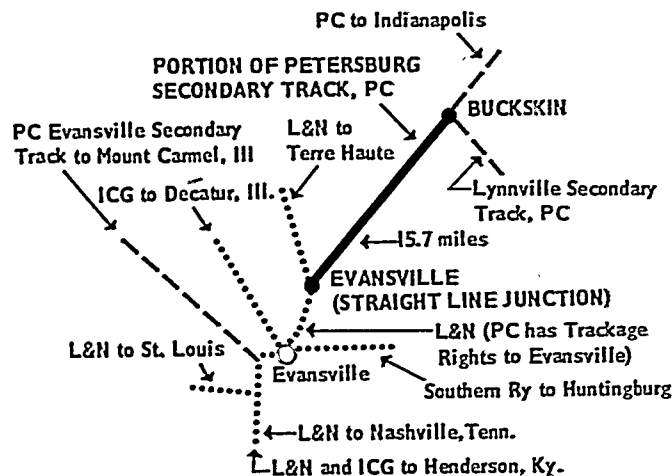 PC to Indianapolis
PORTION OF PETERSBURG
SECONDARY TRACK, PC
BUCKSKIN
PC Evansville Secondary
Track to Mount Carmel, Ill
L&N to
Terre Haute
ICG to Decatur, Ill.
Lynnville Secondary
Track, PC
15.7 miles
EVANSVILLE
(STRAIGHT LINE JUNCTION)
L&N (PC has Trackage
Rights to Evansville)
L&N to St. Louis
Evansville
Southern Ry to Huntingburg
L&N to Nashville, Tenn.
L&N and ICG to Henderson, Ky.